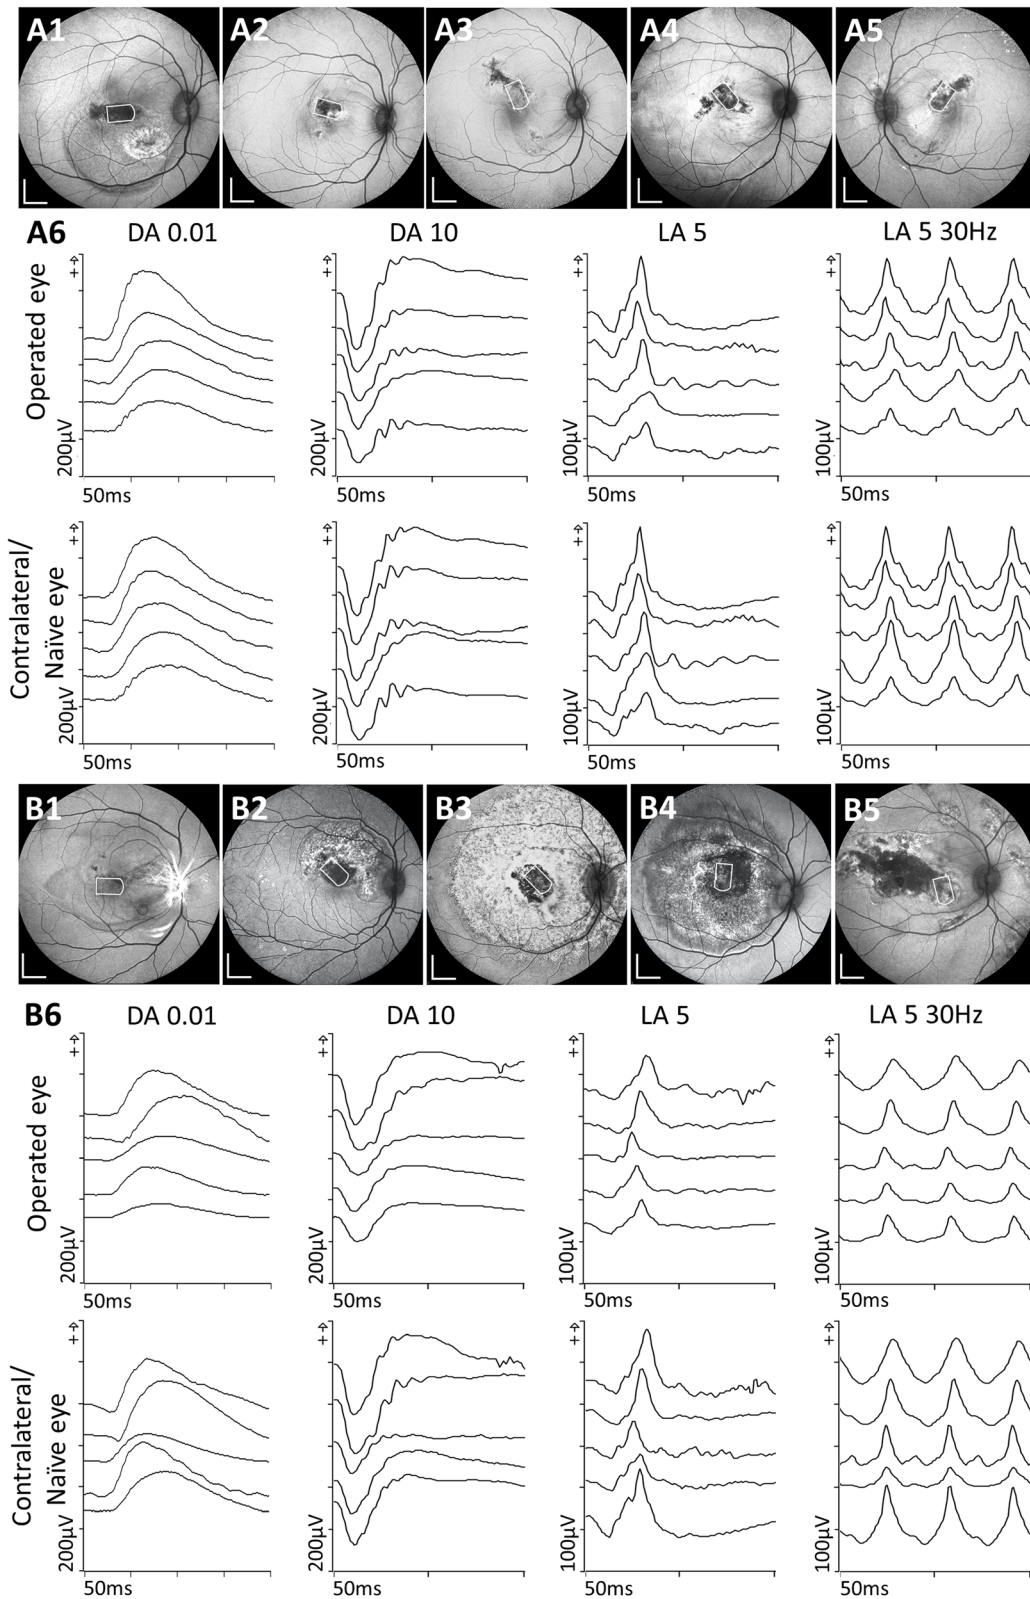 A1 A2 A3 A4 A5
A6 DA 0.01 DA 10 LA 5 LA 5 30Hz
Operated eye
200µV 200µV 100µV 100µV
50ms 50ms 50ms 50ms
Contralateral/
Naïve eye
200µV 200µV 100µV 100µV
50ms 50ms 50ms 50ms
B1 B2 B3 B4 B5
B6 DA 0.01 DA 10 LA 5 LA 5 30Hz
Operated eye
200µV 200µV 100µV 100µV
50ms 50ms 50ms 50ms
Contralateral/
Naïve eye
200µV 200µV 100µV 100µV
50ms 50ms 50ms 50ms